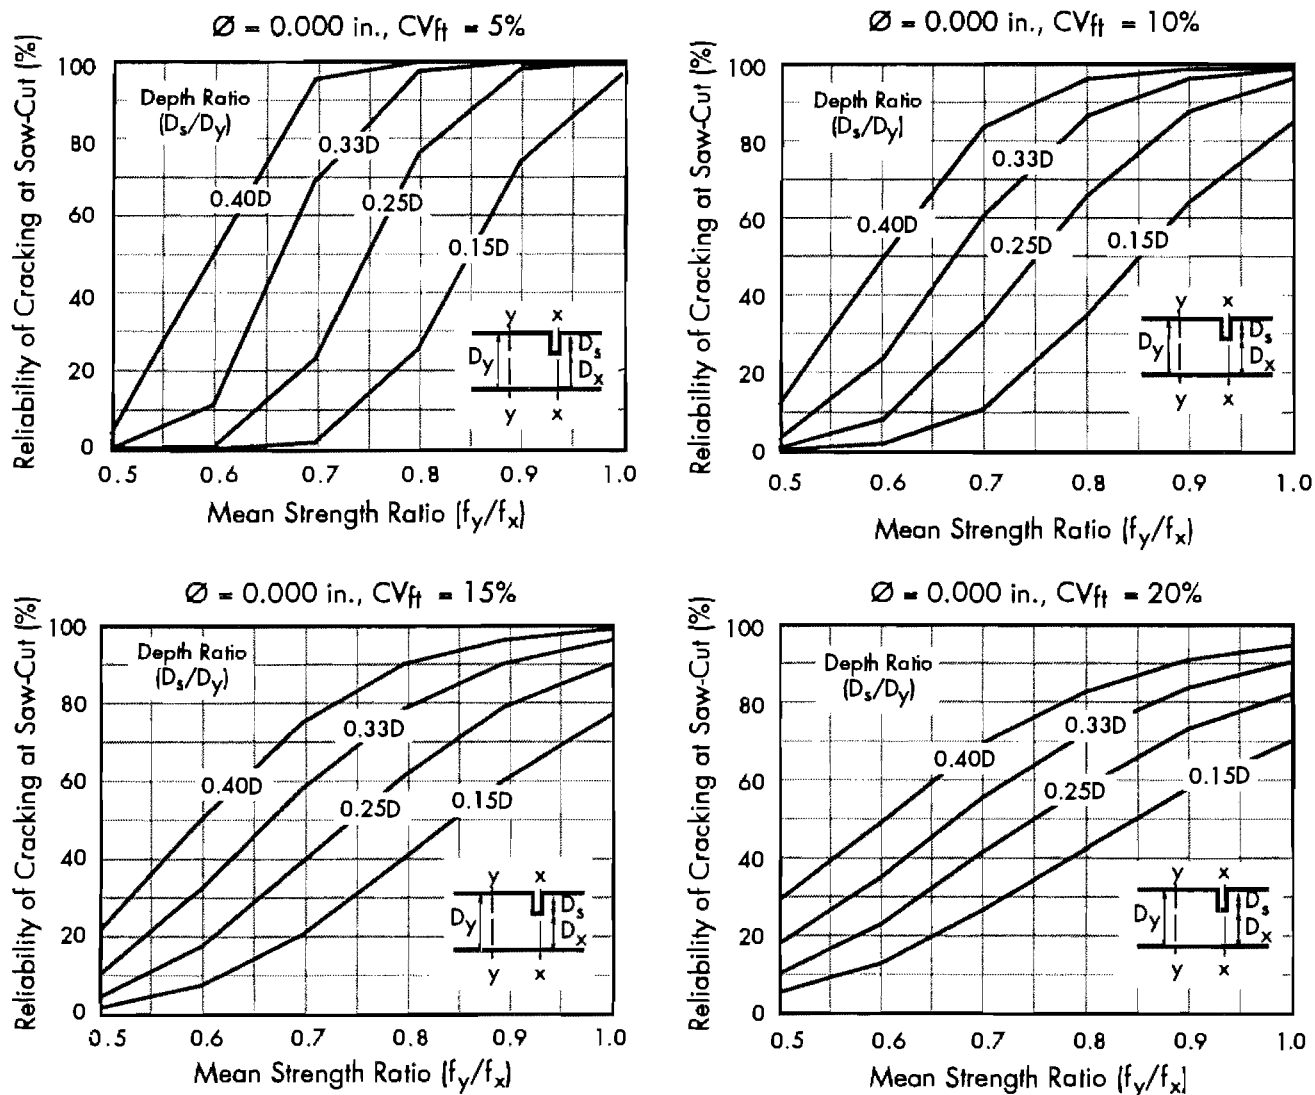 Ø = 0.000 in., CVft = 5%
Reliability of Cracking at Saw-Cut (%)
100
80
60
40
20
0
Depth Ratio
(Ds/Dy)
0.40D
0.33D
0.25D
0.15D
y x
Dy Ds
Dx
y x
0.5 0.6 0.7 0.8 0.9 1.0
Mean Strength Ratio (fy/fx)
Ø = 0.000 in., CVft = 10%
Reliability of Cracking at Saw-Cut (%)
100
80
60
40
20
0
Depth Ratio
(Ds/Dy)
0.40D
0.33D
0.25D
0.15D
y x
Dy Ds
Dx
y x
0.5 0.6 0.7 0.8 0.9 1.0
Mean Strength Ratio (fy/fx)
Ø = 0.000 in., CVft = 15%
Reliability of Cracking at Saw-Cut (%)
100
80
60
40
20
0
Depth Ratio
(Ds/Dy)
0.40D
0.33D
0.25D
0.15D
y x
Dy Ds
Dx
y x
0.5 0.6 0.7 0.8 0.9 1.0
Mean Strength Ratio (fy/fx)
Ø = 0.000 in., CVft = 20%
Reliability of Cracking at Saw-Cut (%)
100
80
60
40
20
0
Depth Ratio
(Ds/Dy)
0.40D
0.33D
0.25D
0.15D
y x
Dy Ds
Dx
y x
0.5 0.6 0.7 0.8 0.9 1.0
Mean Strength Ratio (fy/fx)